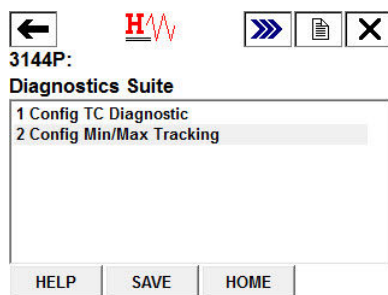 H
3144P:
Diagnostics Suite
1 Config TC Diagnostic
2 Config Min/Max Tracking
HELP SAVE HOME